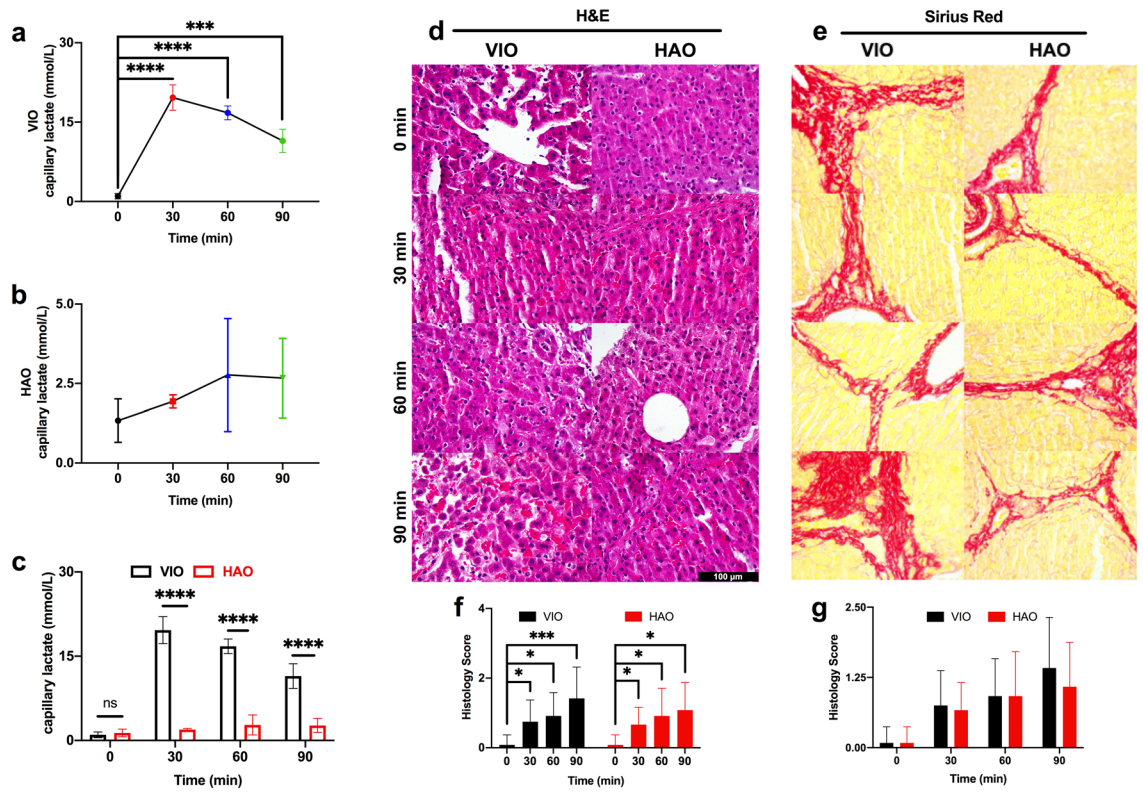 a
VIO
capillary lactate (mmol/L)
30
15
0
***
****
****
0 30 60 90
Time (min)
b
HAO
capillary lactate (mmol/L)
5.0
2.5
0.0
0 30 60 90
Time (min)
c
capillary lactate (mmol/L)
30
15
0
VIO HAO
ns
****
****
****
0 30 60 90
Time (min)
d
H&E
VIO HAO
0 min
30 min
60 min
90 min
100 µm
e
Sirius Red
VIO HAO
f
Histology Score
4
2
0
VIO HAO
***
*
*
*
*
*
0 30 60 90 0 30 60 90
Time (min)
g
Histology Score
2.50
1.25
0.00
VIO HAO
0 30 60 90
Time (min)